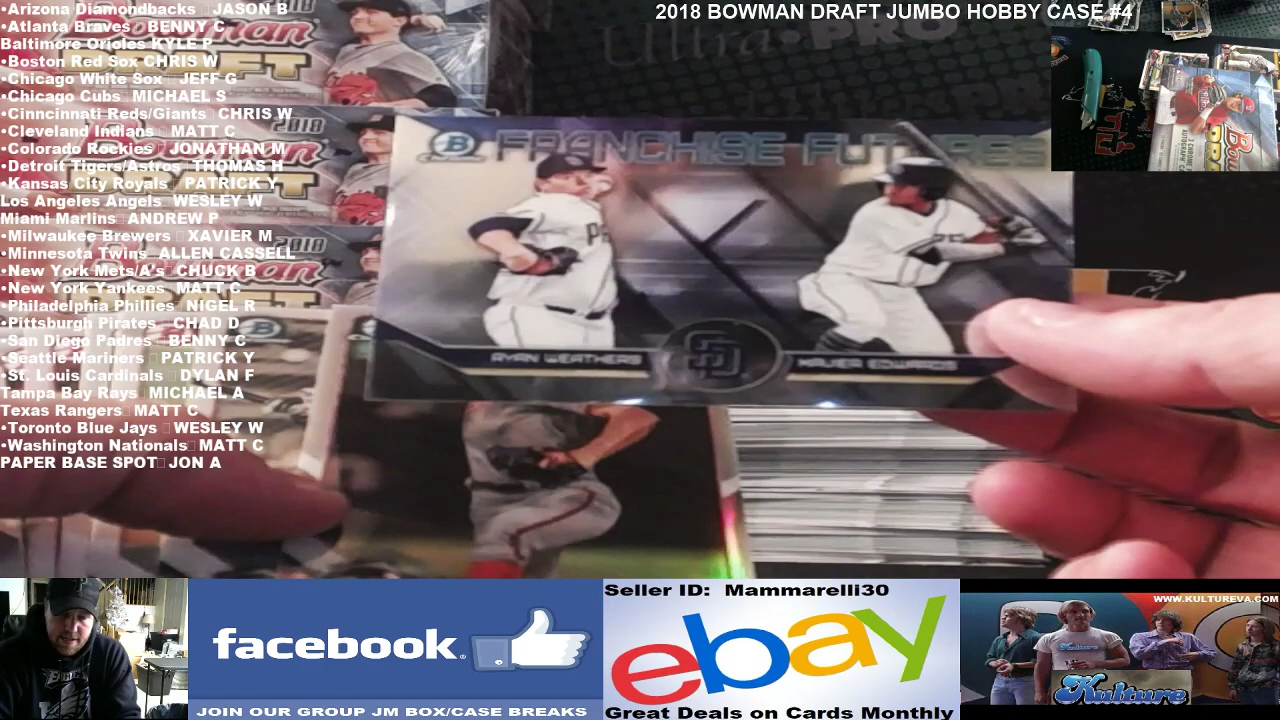 •Arizona Diamondbacks JASON B
•Atlanta Braves BENNY C
Baltimore Orioles KYLE P
•Boston Red Sox CHRIS W
•Chicago White Sox JEFF G
•Chicago Cubs MICHAEL S
•Cinncinnati Reds/Giants CHRIS W
•Cleveland Indians MATT C
•Colorado Rockies JONATHAN M
•Detroit Tigers/Astros THOMAS H
•Kansas City Royals PATRICK Y
Los Angeles Angels WESLEY W
Miami Marlins ANDREW P
•Milwaukee Brewers XAVIER M
•Minnesota Twins ALLEN CASSELL
•New York Mets/A's CHUCK B
•New York Yankees MATT C
•Philadelphia Phillies NIGEL R
•Pittsburgh Pirates CHAD D
•San Diego Padres BENNY C
•Seattle Mariners PATRICK Y
•St. Louis Cardinals DYLAN F
Tampa Bay Rays MICHAEL A
Texas Rangers MATT C
•Toronto Blue Jays WESLEY W
•Washington Nationals MATT C
PAPER BASE SPOT JON A
2018 BOWMAN DRAFT JUMBO HOBBY CASE #4
Ultra•PRO
2018
2018
B FRANCHISE FUTURES
RYAN WEATHERS
SD
XAVIER EDWARDS
facebook
JOIN OUR GROUP JM BOX/CASE BREAKS
Seller ID: Mammarelli30
ebay
Great Deals on Cards Monthly
WWW.KULTUREVA.COM
Kulture